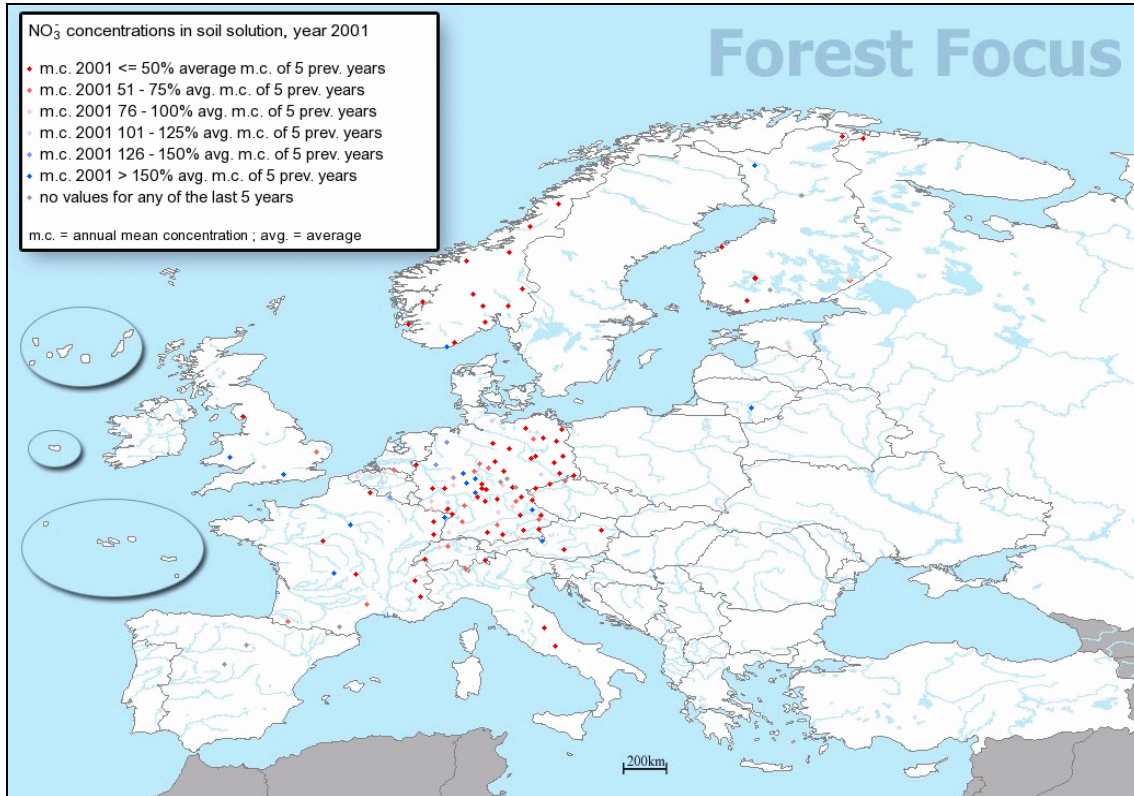 NO₃⁻ concentrations in soil solution, year 2001
m.c. 2001 <= 50% average m.c. of 5 prev. years
m.c. 2001 51 - 75% avg. m.c. of 5 prev. years
m.c. 2001 76 - 100% avg. m.c. of 5 prev. years
m.c. 2001 101 - 125% avg. m.c. of 5 prev. years
m.c. 2001 126 - 150% avg. m.c. of 5 prev. years
m.c. 2001 > 150% avg. m.c. of 5 prev. years
no values for any of the last 5 years
m.c. = annual mean concentration ; avg. = average
Forest Focus
200km